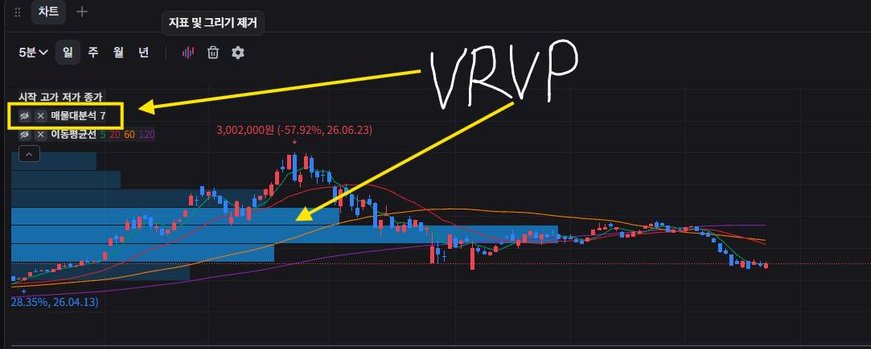 차트
지표 및 그리기 제거
5분 일 주 월 년
VRVP
시작 고가 저가 종가
매물대분석 7
이동평균선 5 20 60 120
3,002,000원 (-57.92%, 26.06.23)
28.35%, 26.04.13)